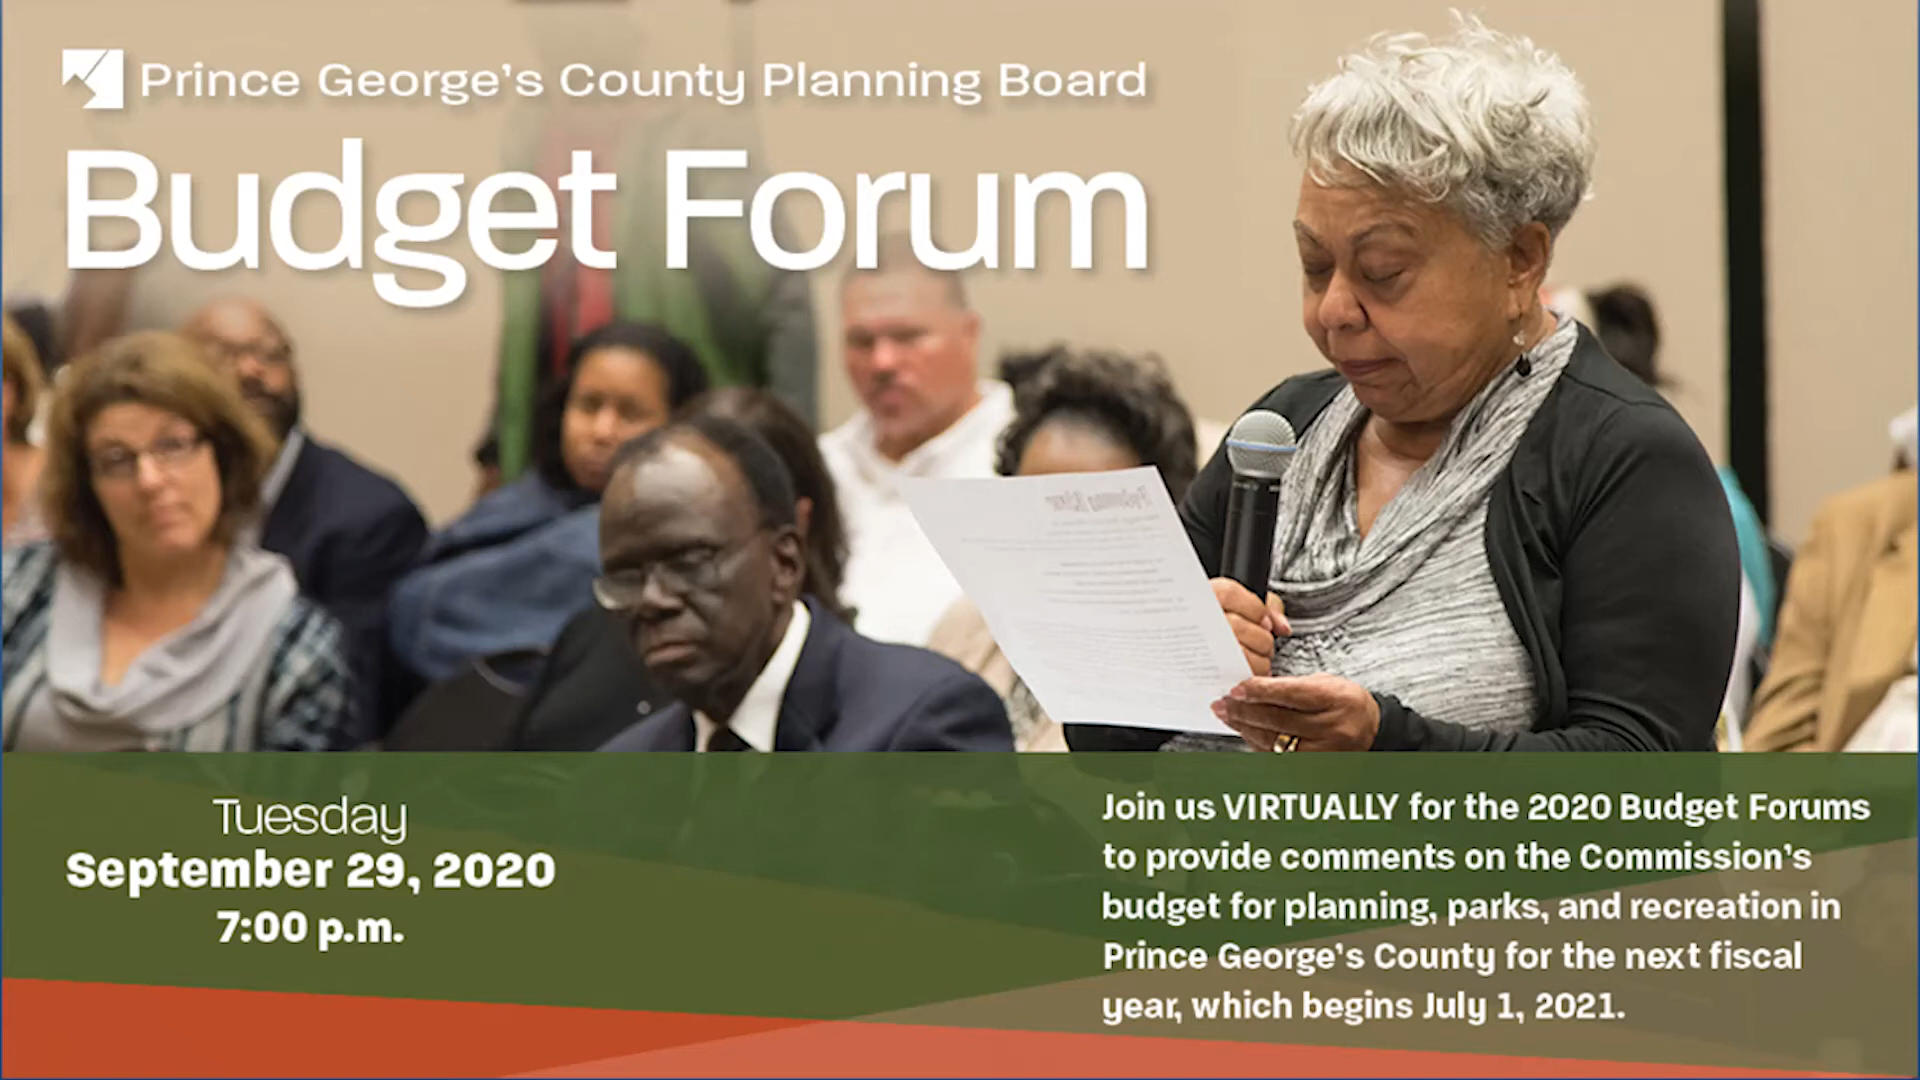 Prince George's County Planning Board
Budget Forum
Tuesday
September 29, 2020
7:00 p.m.
Join us VIRTUALLY for the 2020 Budget Forums
to provide comments on the Commission's
budget for planning, parks, and recreation in
Prince George's County for the next fiscal
year, which begins July 1, 2021.